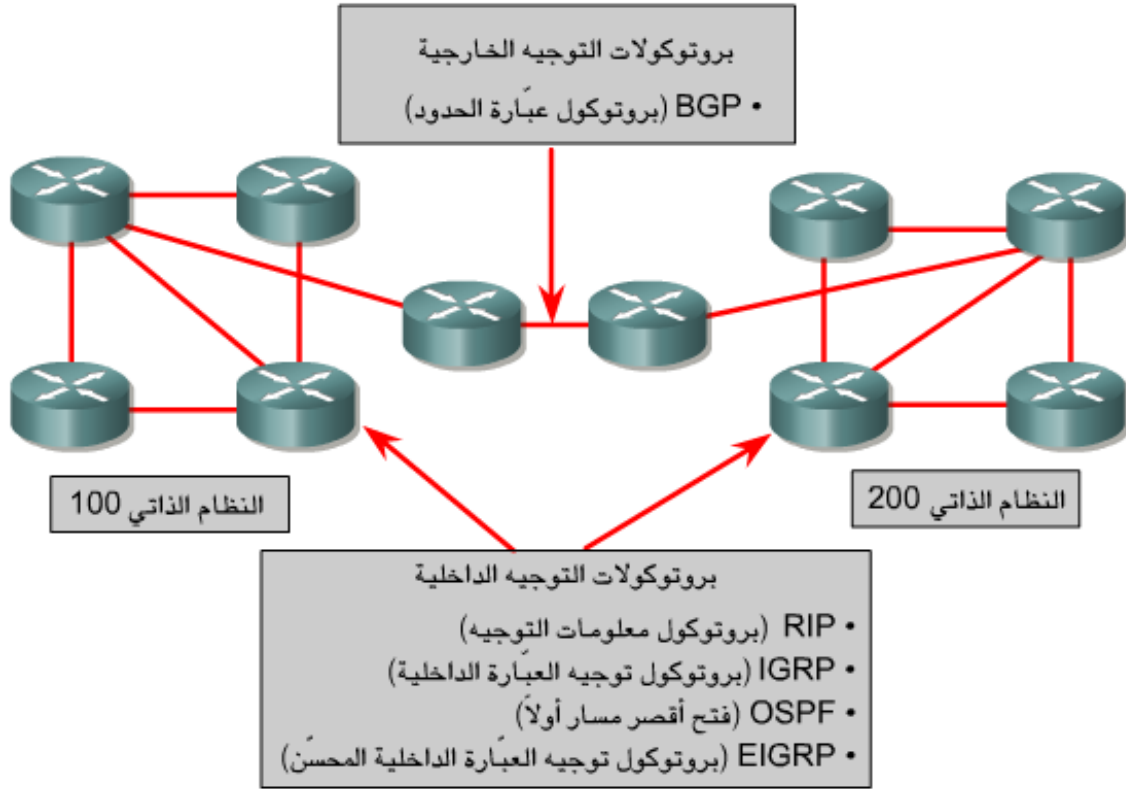 بروتوكولات التوجيه الخارجية
• BGP (بروتوكول عبّارة الحدود)
النظام الذاتي 100
النظام الذاتي 200
بروتوكولات التوجيه الداخلية
• RIP (بروتوكول معلومات التوجيه)
• IGRP (بروتوكول توجيه العبّارة الداخلية)
• OSPF (فتح أقصر مسار أولاً)
• EIGRP (بروتوكول توجيه العبّارة الداخلية المحسّن)